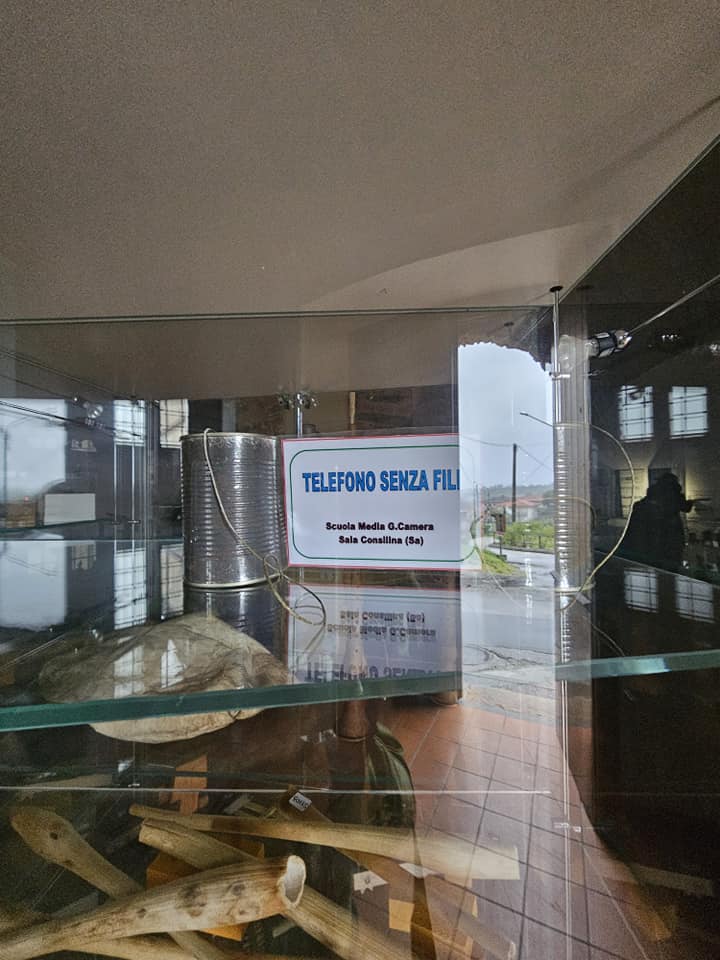 TELEFONO SENZA FILI
Scuola Media G.Camera
Sala Consilina (Sa)